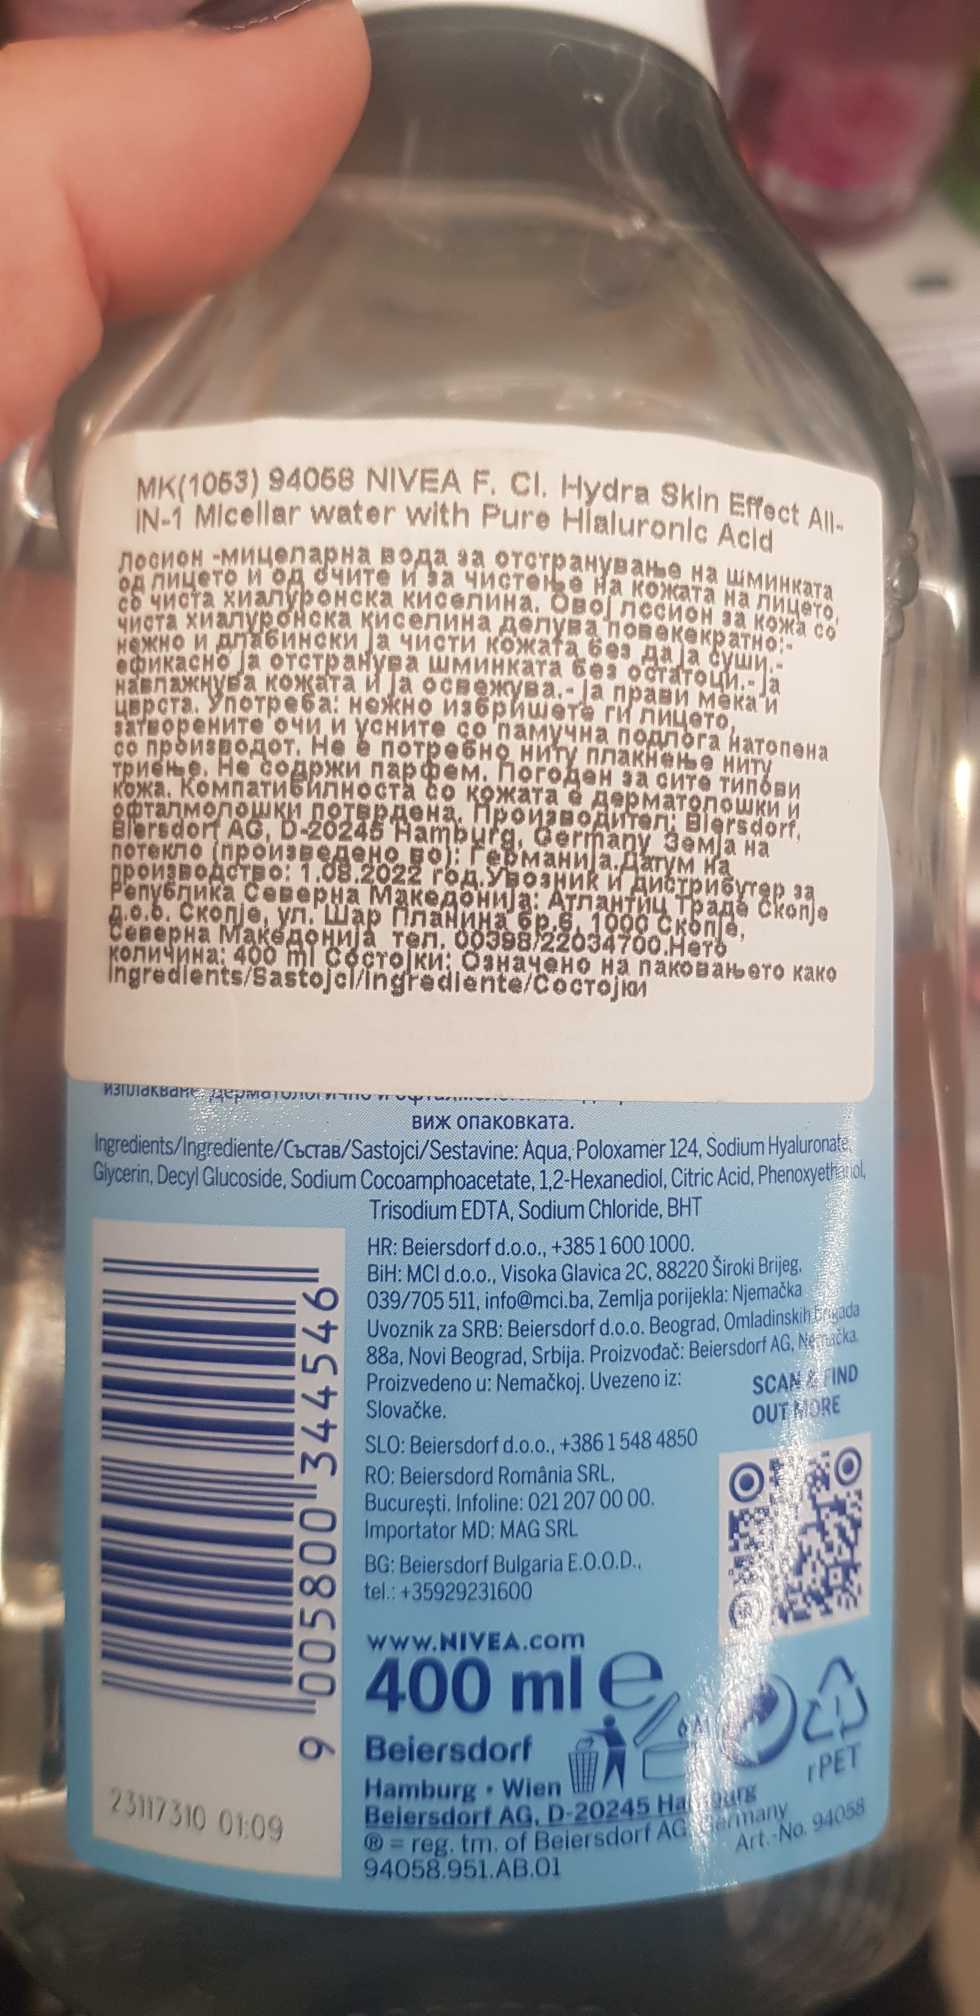 MK(1053) 94058 NIVEA F. Cl. Hydra Skin Effect All-
IN-1 Micellar water with Pure Hialuronic Acid
Лосион -мицеларна вода за отстранување на шминката
од лицето и од очите и за чистење на кожата на лицето,
со чиста хиалуронска киселина. Овој лосион за кожа со
чиста хиалуронска киселина делува повекекратно:-
нежно и длабински ја чисти кожата без да ја суши.-
ефикасно ја отстранува шминката без остатоци.- ја
навлажнува кожата и ја освежува.- ја прави мека и
цврста. Употреба: нежно избришете ги лицето,
затворените очи и усните со памучна подлога натопена
со производот. Не е потребно ниту плакнење ниту
триење. Не содржи парфем. Погоден за сите типови
кожа. Компатибилноста со кожата е дерматолошки и
офталмолошки потврдена. Производител: Biersdorf,
Biersdorf AG, D-20245 Hamburg, Germany Земја на
потекло (произведено во): Германија.Датум на
производство: 1.08.2022 год.Увозник и дистрибутер за
Република Северна Македонија: Атлантиц Траде Скопје
д.о.о. Скопје, ул. Шар Планина бр.6, 1000 Скопје,
Северна Македонија тел. 00398/22034700.Нето
количина: 400 ml Состојки: Означено на паковањето како
Ingredients/Sastojci/Ingrediente/Состојки
виж опаковката.
Ingredients/Ingrediente/Състав/Sastojci/Sestavine: Aqua, Poloxamer 124, Sodium Hyaluronate,
Glycerin, Decyl Glucoside, Sodium Cocoamphoacetate, 1,2-Hexanediol, Citric Acid, Phenoxyethanol,
Trisodium EDTA, Sodium Chloride, BHT
HR: Beiersdorf d.o.o., +385 1 600 1000.
BiH: MCI d.o.o., Visoka Glavica 2C, 88220 Široki Brijeg,
039/705 511, info@mci.ba, Zemlja porijekla: Njemačka
Uvoznik za SRB: Beiersdorf d.o.o. Beograd, Omladinskih Brigada
88a, Novi Beograd, Srbija. Proizvođač: Beiersdorf AG, Nemačka.
Proizvedeno u: Nemačkoj. Uvezeno iz:
Slovačke.
SCAN & FIND
OUT MORE
SLO: Beiersdorf d.o.o., +386 1 548 4850
RO: Beiersdord România SRL,
București. Infoline: 021 207 00 00.
Importator MD: MAG SRL
BG: Beiersdorf Bulgaria E.O.O.D.,
tel.: +35929231600
www.NIVEA.com
400 ml e
Beiersdorf
Hamburg • Wien
Beiersdorf AG, D-20245 Hamburg
® = reg. tm. of Beiersdorf AG, Germany
94058.951.AB.01
Art.-No. 94058
rPET
9 005800 344546
23117310 01:09